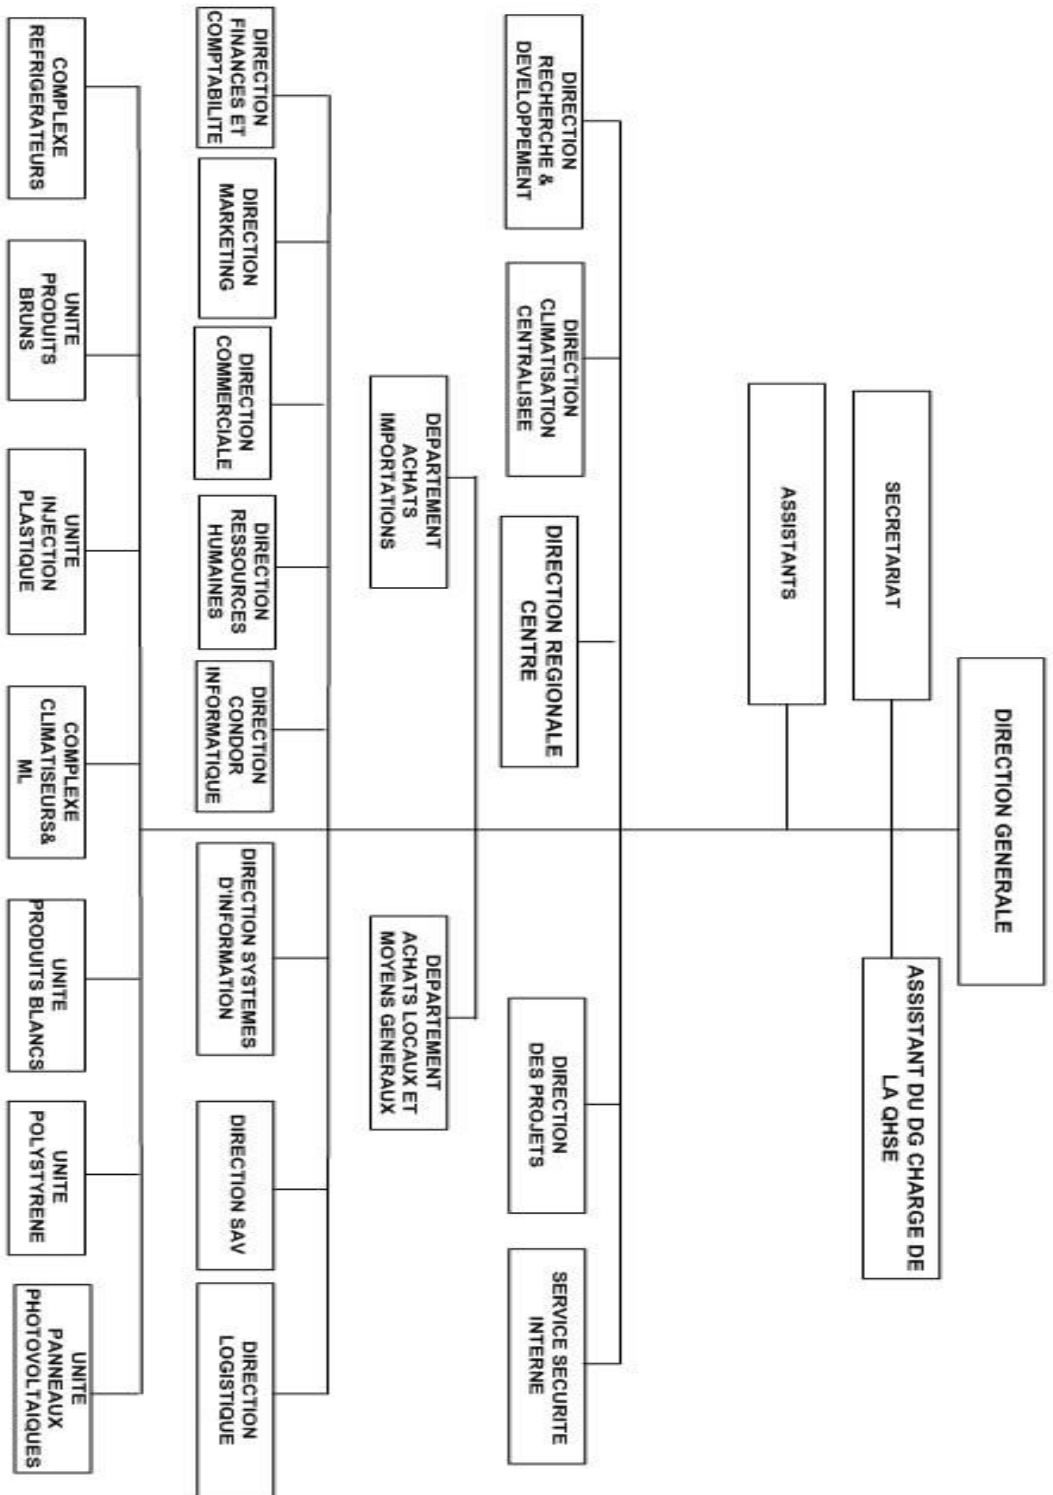 DIRECTION GENERALE
SECRETARIAT
ASSISTANT DU DG CHARGE DE
LA QHSE
ASSISTANTS
DIRECTION
RECHERCHE &
DEVELOPPEMENT
DIRECTION
CLIMATISATION
CENTRALISEE
DIRECTION REGIONALE
CENTRE
DIRECTION
DES PROJETS
SERVICE SECURITE
INTERNE
DEPARTEMENT
ACHATS
IMPORTATIONS
DEPARTEMENT
ACHATS LOCAUX ET
MOYENS GENERAUX
DIRECTION
FINANCES ET
COMPTABILITE
DIRECTION
MARKETING
DIRECTION
COMMERCIALE
DIRECTION
RESSOURCES
HUMAINES
DIRECTION
CONDOR
INFORMATIQUE
DIRECTION SYSTEMES
D'INFORMATION
DIRECTION SAV
DIRECTION
LOGISTIQUE
COMPLEXE
REFRIGERATEURS
UNITE
PRODUITS
BRUNS
UNITE
INJECTION
PLASTIQUE
COMPLEXE
CLIMATISEURS&
ML
UNITE
PRODUITS BLANCS
UNITE
POLYSTYRENE
UNITE
PANNEAUX
PHOTOVOLTAIQUES